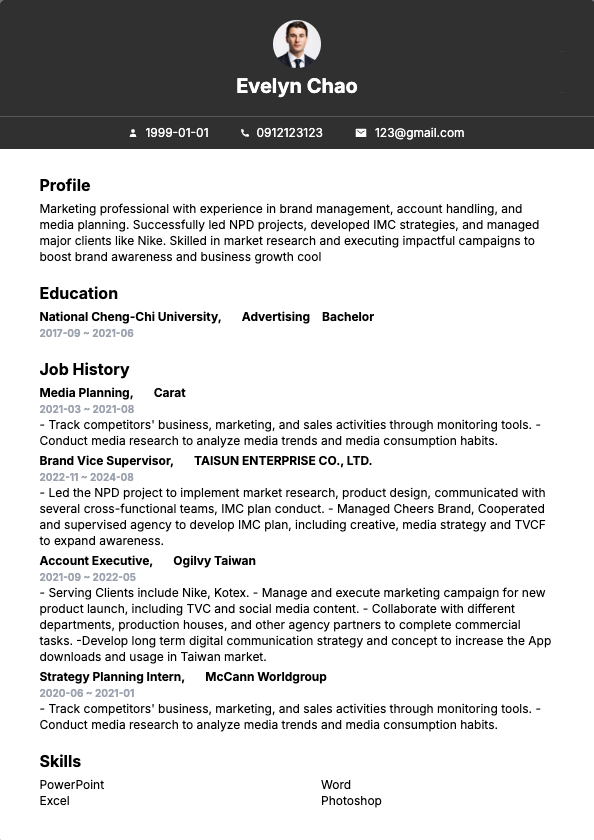 Evelyn Chao
1999-01-01 0912123123 123@gmail.com
Profile
Marketing professional with experience in brand management, account handling, and
media planning. Successfully led NPD projects, developed IMC strategies, and managed
major clients like Nike. Skilled in market research and executing impactful campaigns to
boost brand awareness and business growth cool
Education
National Cheng-Chi University, Advertising Bachelor
2017-09 ~ 2021-06
Job History
Media Planning, Carat
2021-03 ~ 2021-08
- Track competitors' business, marketing, and sales activities through monitoring tools. -
Conduct media research to analyze media trends and media consumption habits.
Brand Vice Supervisor, TAISUN ENTERPRISE CO., LTD.
2022-11 ~ 2024-08
- Led the NPD project to implement market research, product design, communicated with
several cross-functional teams, IMC plan conduct. - Managed Cheers Brand, Cooperated
and supervised agency to develop IMC plan, including creative, media strategy and TVCF
to expand awareness.
Account Executive, Ogilvy Taiwan
2021-09 ~ 2022-05
- Serving Clients include Nike, Kotex. - Manage and execute marketing campaign for new
product launch, including TVC and social media content. - Collaborate with different
departments, production houses, and other agency partners to complete commercial
tasks. -Develop long term digital communication strategy and concept to increase the App
downloads and usage in Taiwan market.
Strategy Planning Intern, McCann Worldgroup
2020-06 ~ 2021-01
- Track competitors' business, marketing, and sales activities through monitoring tools. -
Conduct media research to analyze media trends and media consumption habits.
Skills
PowerPoint Word
Excel Photoshop